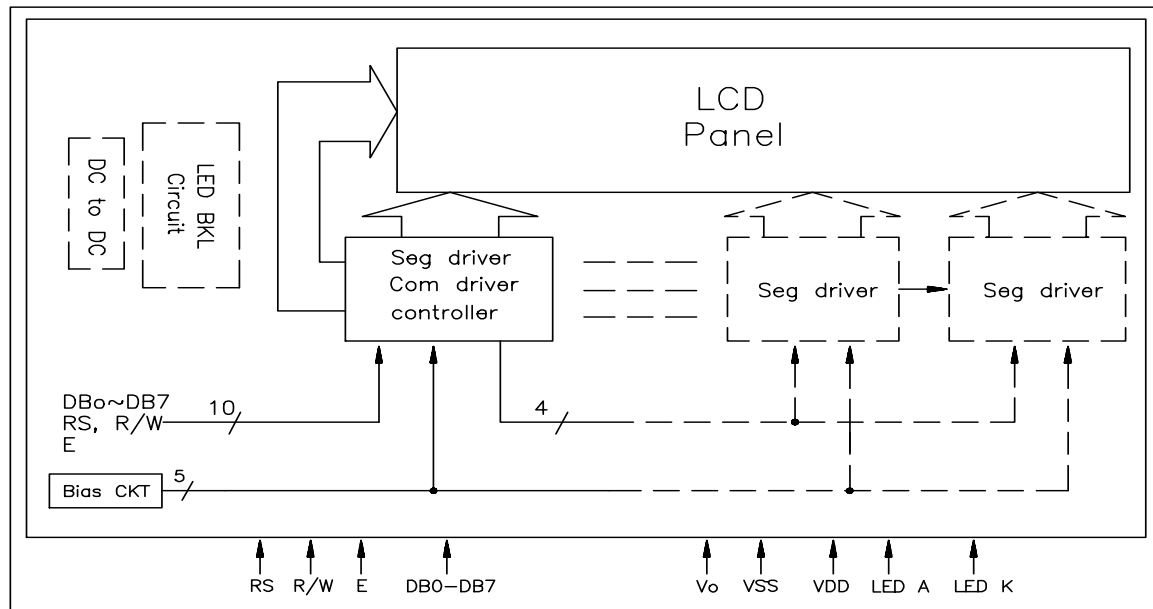 LCD
Panel
DC to DC
LED BKL
Circuit
Seg driver
Com driver
controller
Seg driver
Seg driver
DBo~DB7
RS, R/W
E
10
4
Bias CKT
5
RS
R/W
E
DB0-DB7
Vo
VSS
VDD
LED A
LED K